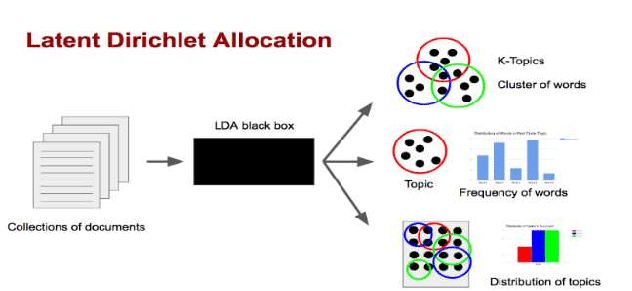 Latent Dirichlet Allocation
K-Topics
Cluster of words
LDA black box
Topic
Frequency of words
Collections of documents
Distribution of topics